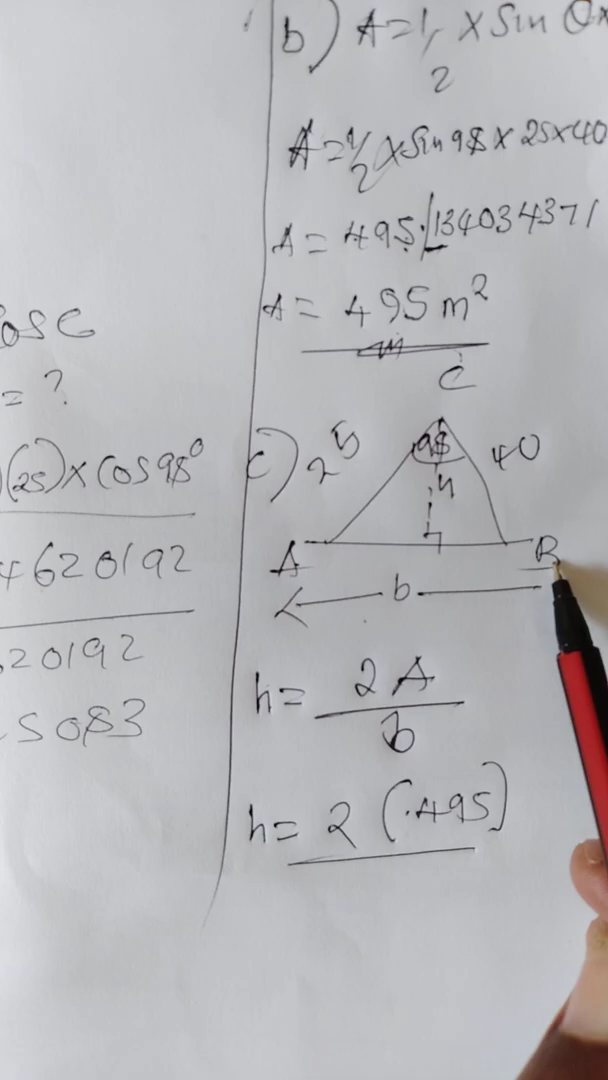 osc
= ?
(25) x Cos 98°
4620192
20192
5083
b) A = 1/2 x Sin θ x
A = 1/2 x Sin 98 x 25 x 40
A = 495.134034371
A = 495 m²
C
c) 25 98 40
h
A B
b
h = 2A/b
h = 2 (495)